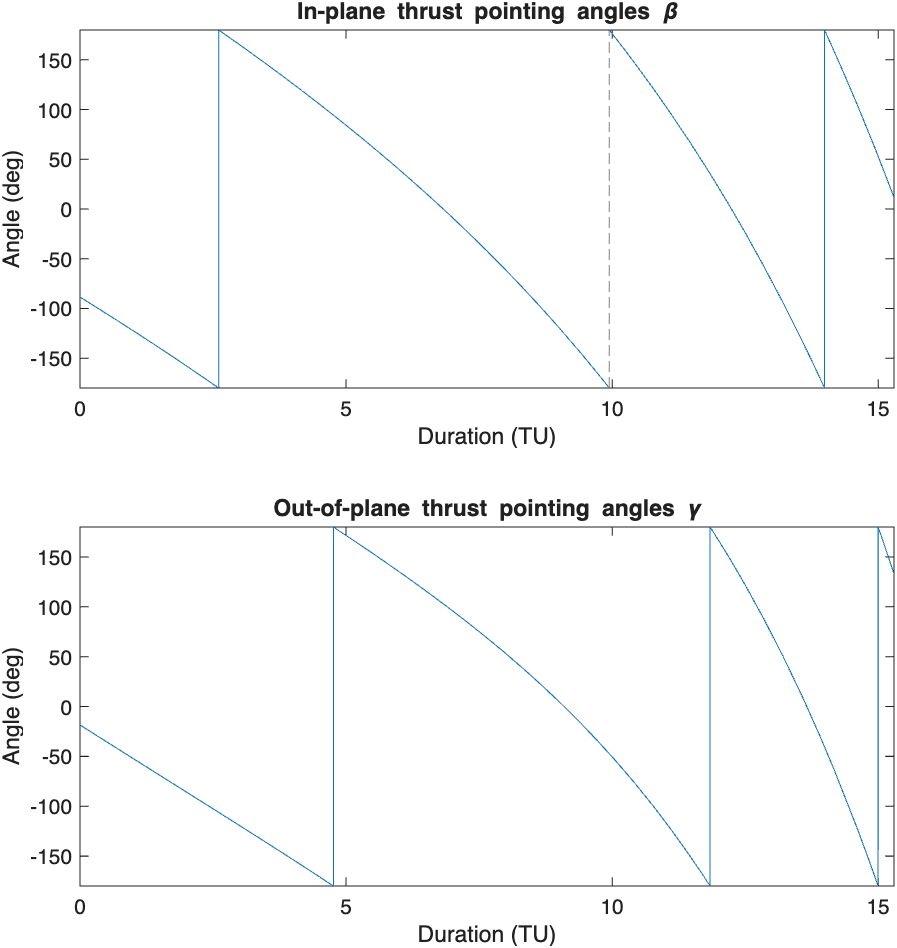 In-plane thrust pointing angles β
150
100
50
0
-50
-100
-150
Angle (deg)
0 5 10 15
Duration (TU)
Out-of-plane thrust pointing angles γ
150
100
50
0
-50
-100
-150
Angle (deg)
0 5 10 15
Duration (TU)